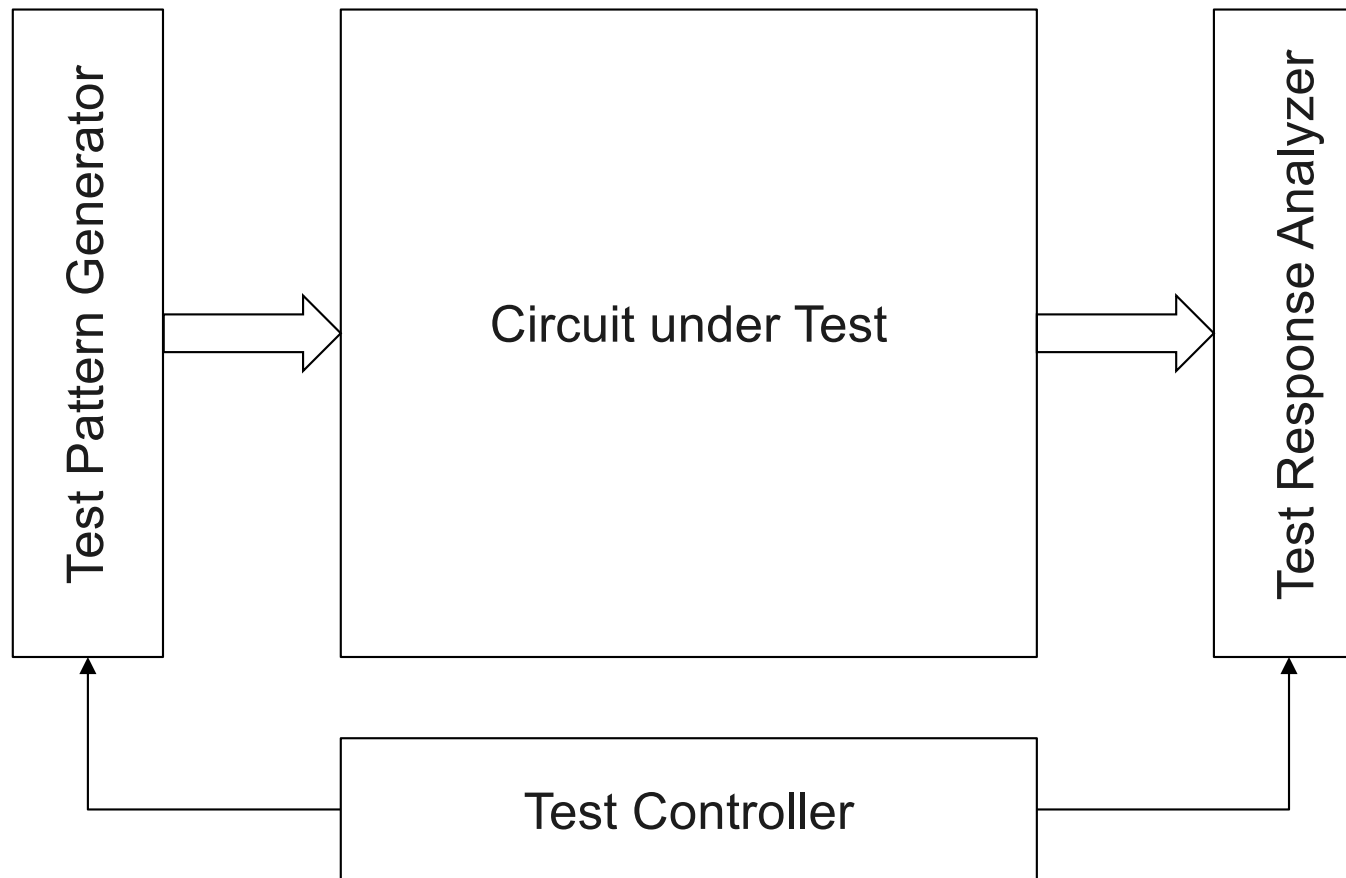 Test Pattern Generator
Circuit under Test
Test Response Analyzer
Test Controller